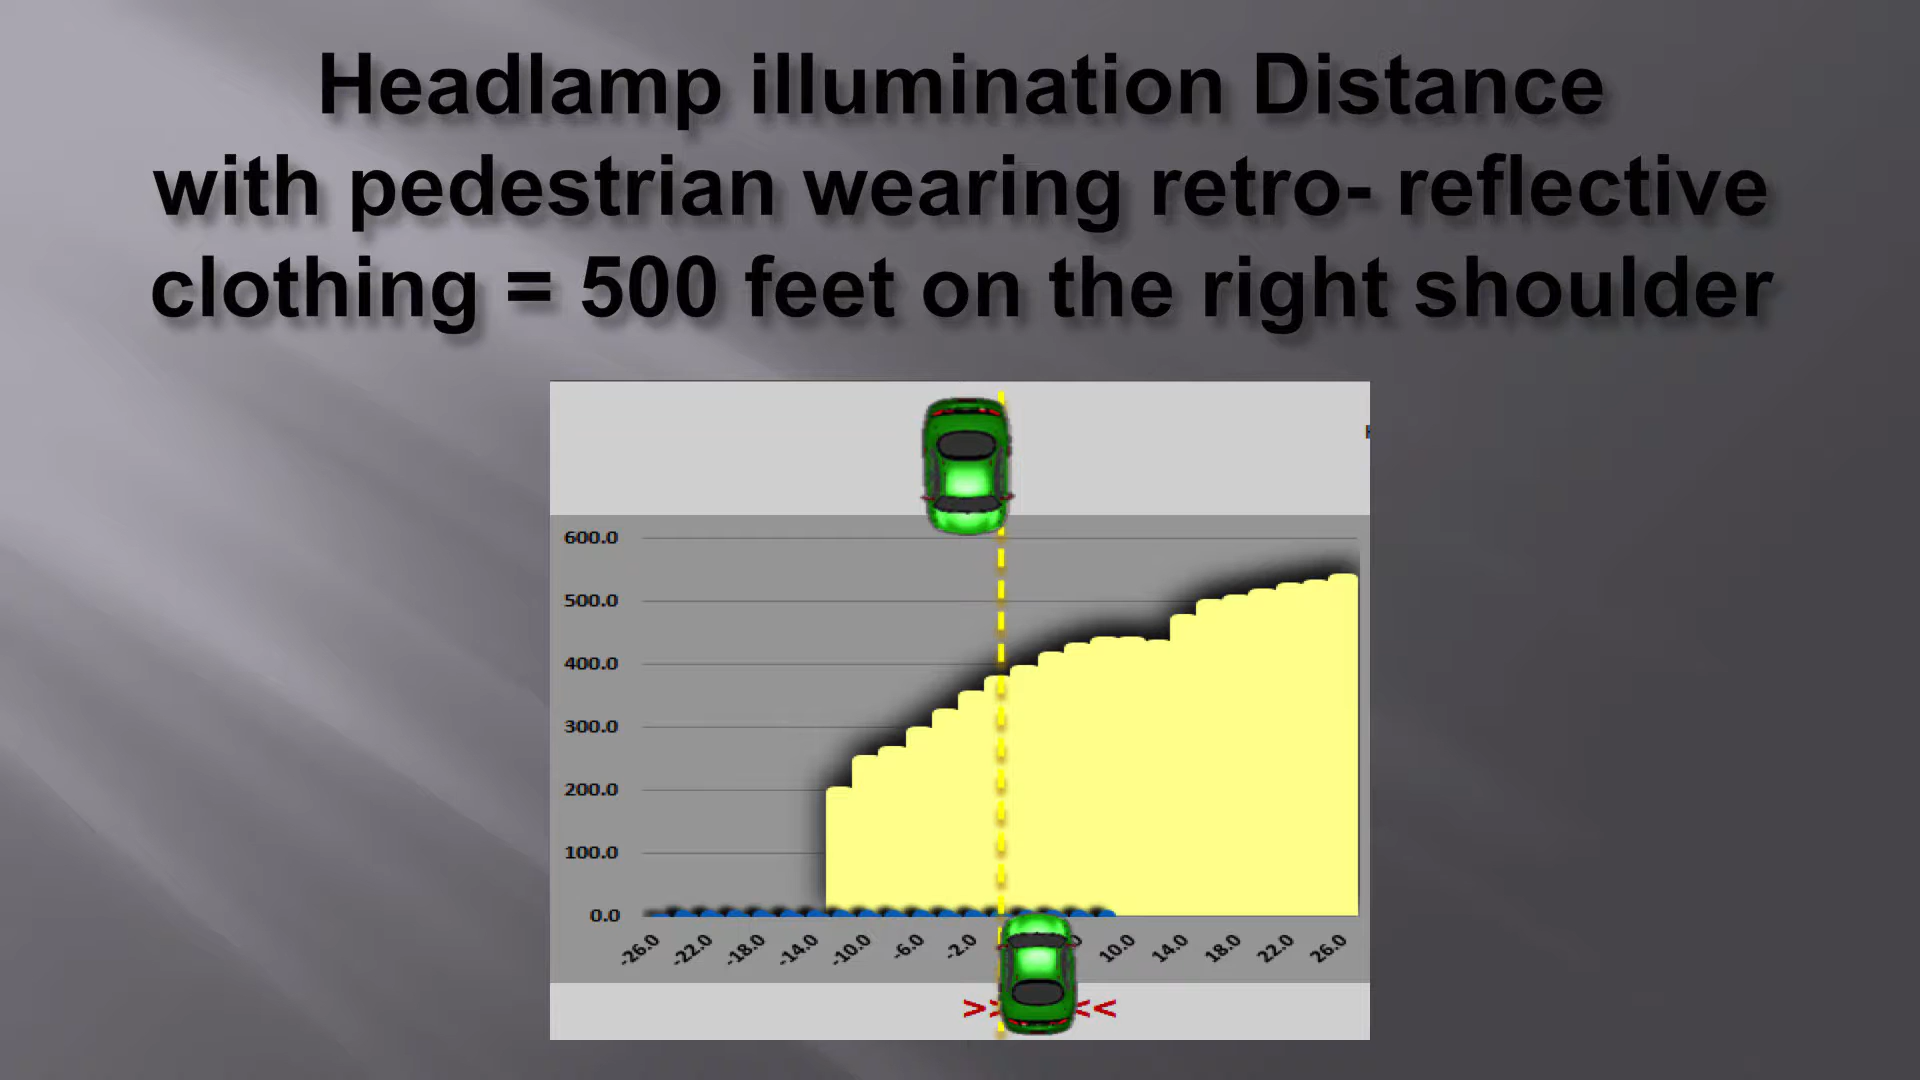 Headlamp illumination Distance
with pedestrian wearing retro- reflective
clothing = 500 feet on the right shoulder
600.0
500.0
400.0
300.0
200.0
100.0
0.0
-26.0 -22.0 -18.0 -14.0 -10.0 -6.0 -2.0 10.0 14.0 18.0 22.0 26.0
> <